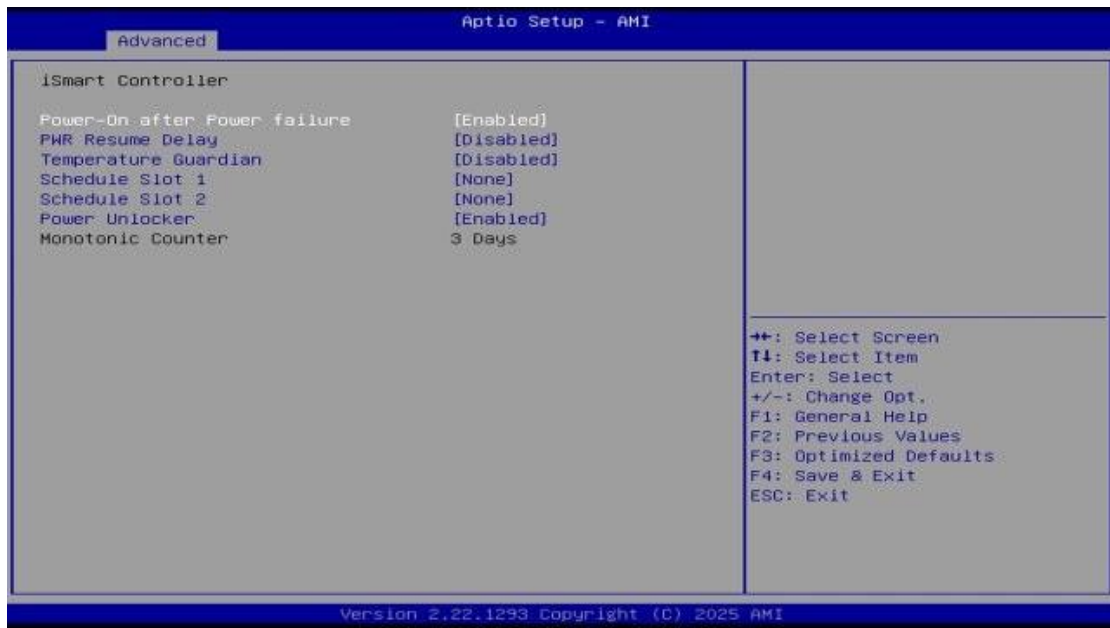 Aptio Setup - AMI
Advanced
iSmart Controller
Power-On after Power failure [Enabled]
PWR Resume Delay [Disabled]
Temperature Guardian [Disabled]
Schedule Slot 1 [None]
Schedule Slot 2 [None]
Power Unlocker [Enabled]
Monotonic Counter 3 Days
→←: Select Screen
↑↓: Select Item
Enter: Select
+/-: Change Opt.
F1: General Help
F2: Previous Values
F3: Optimized Defaults
F4: Save & Exit
ESC: Exit
Version 2.22.1293 Copyright (C) 2025 AMI